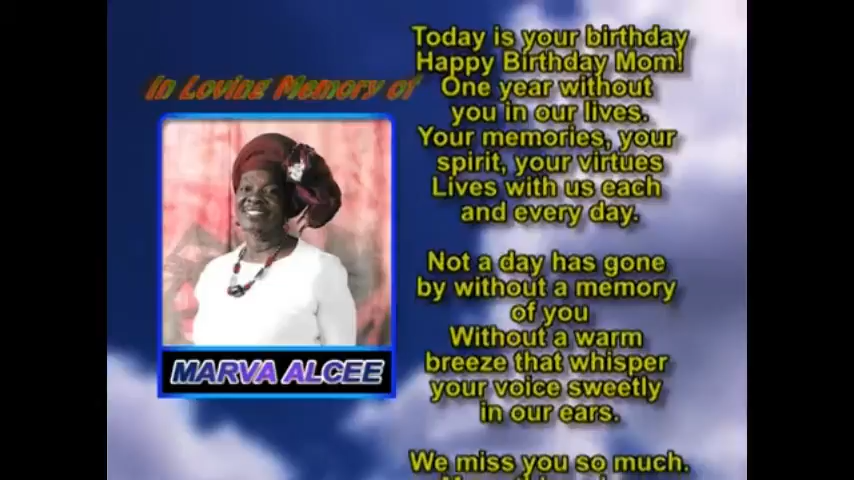 in Loving Memory of
MARVA ALCEE
Today is your birthday
Happy Birthday Mom!
One year without
you in our lives.
Your memories, your
spirit, your virtues
Lives with us each
and every day.
Not a day has gone
by without a memory
of you
Without a warm
breeze that whisper
your voice sweetly
in our ears.
We miss you so much.